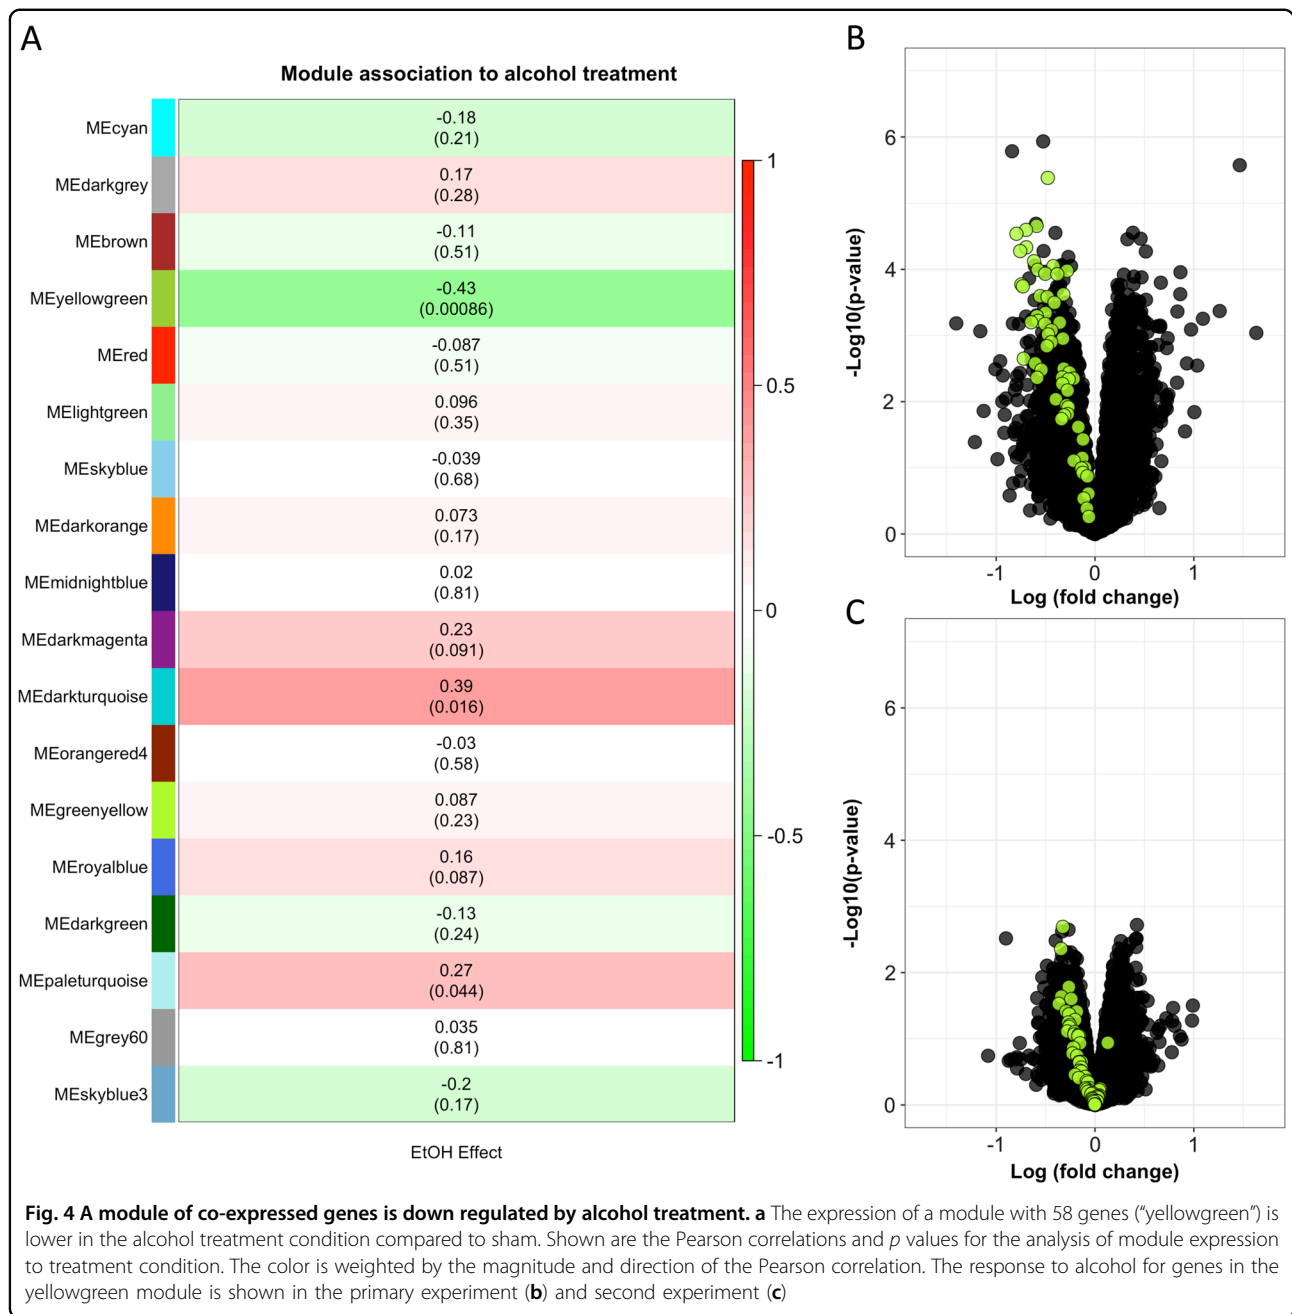 A
Module association to alcohol treatment
MEcyan
-0.18
(0.21)
MEdarkgrey
0.17
(0.28)
MEbrown
-0.11
(0.51)
MEyellowgreen
-0.43
(0.00086)
MEred
-0.087
(0.51)
MElightgreen
0.096
(0.35)
MEskyblue
-0.039
(0.68)
MEdarkorange
0.073
(0.17)
MEmidnightblue
0.02
(0.81)
MEdarkmagenta
0.23
(0.091)
MEdarkturquoise
0.39
(0.016)
MEorangered4
-0.03
(0.58)
MEgreenyellow
0.087
(0.23)
MEroyalblue
0.16
(0.087)
MEdarkgreen
-0.13
(0.24)
MEpaleturquoise
0.27
(0.044)
MEgrey60
0.035
(0.81)
MEskyblue3
-0.2
(0.17)
EtOH Effect
1
0.5
0
-0.5
-1
B
-Log10(p-value)
6
4
2
0
-1 0 1
Log (fold change)
C
-Log10(p-value)
6
4
2
0
-1 0 1
Log (fold change)
Fig. 4 A module of co-expressed genes is down regulated by alcohol treatment. a The expression of a module with 58 genes (“yellowgreen”) is
lower in the alcohol treatment condition compared to sham. Shown are the Pearson correlations and p values for the analysis of module expression
to treatment condition. The color is weighted by the magnitude and direction of the Pearson correlation. The response to alcohol for genes in the
yellowgreen module is shown in the primary experiment (b) and second experiment (c)